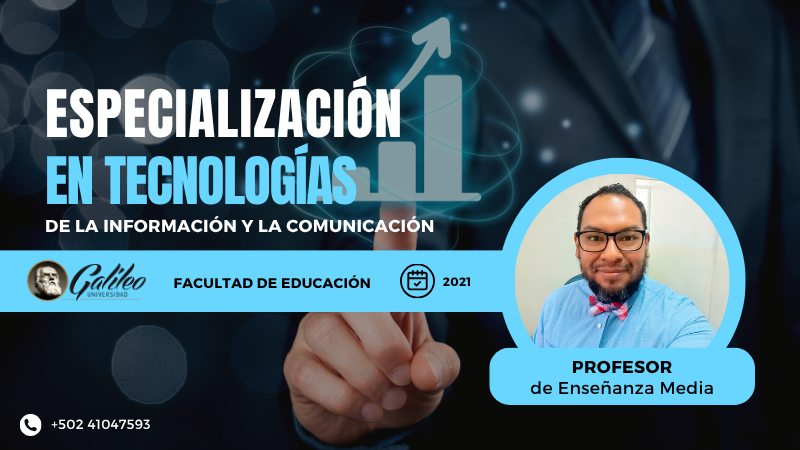 ESPECIALIZACIÓN
EN TECNOLOGÍAS
DE LA INFORMACIÓN Y LA COMUNICACIÓN
Galileo
UNIVERSIDAD
FACULTAD DE EDUCACIÓN
2021
PROFESOR
de Enseñanza Media
+502 41047593